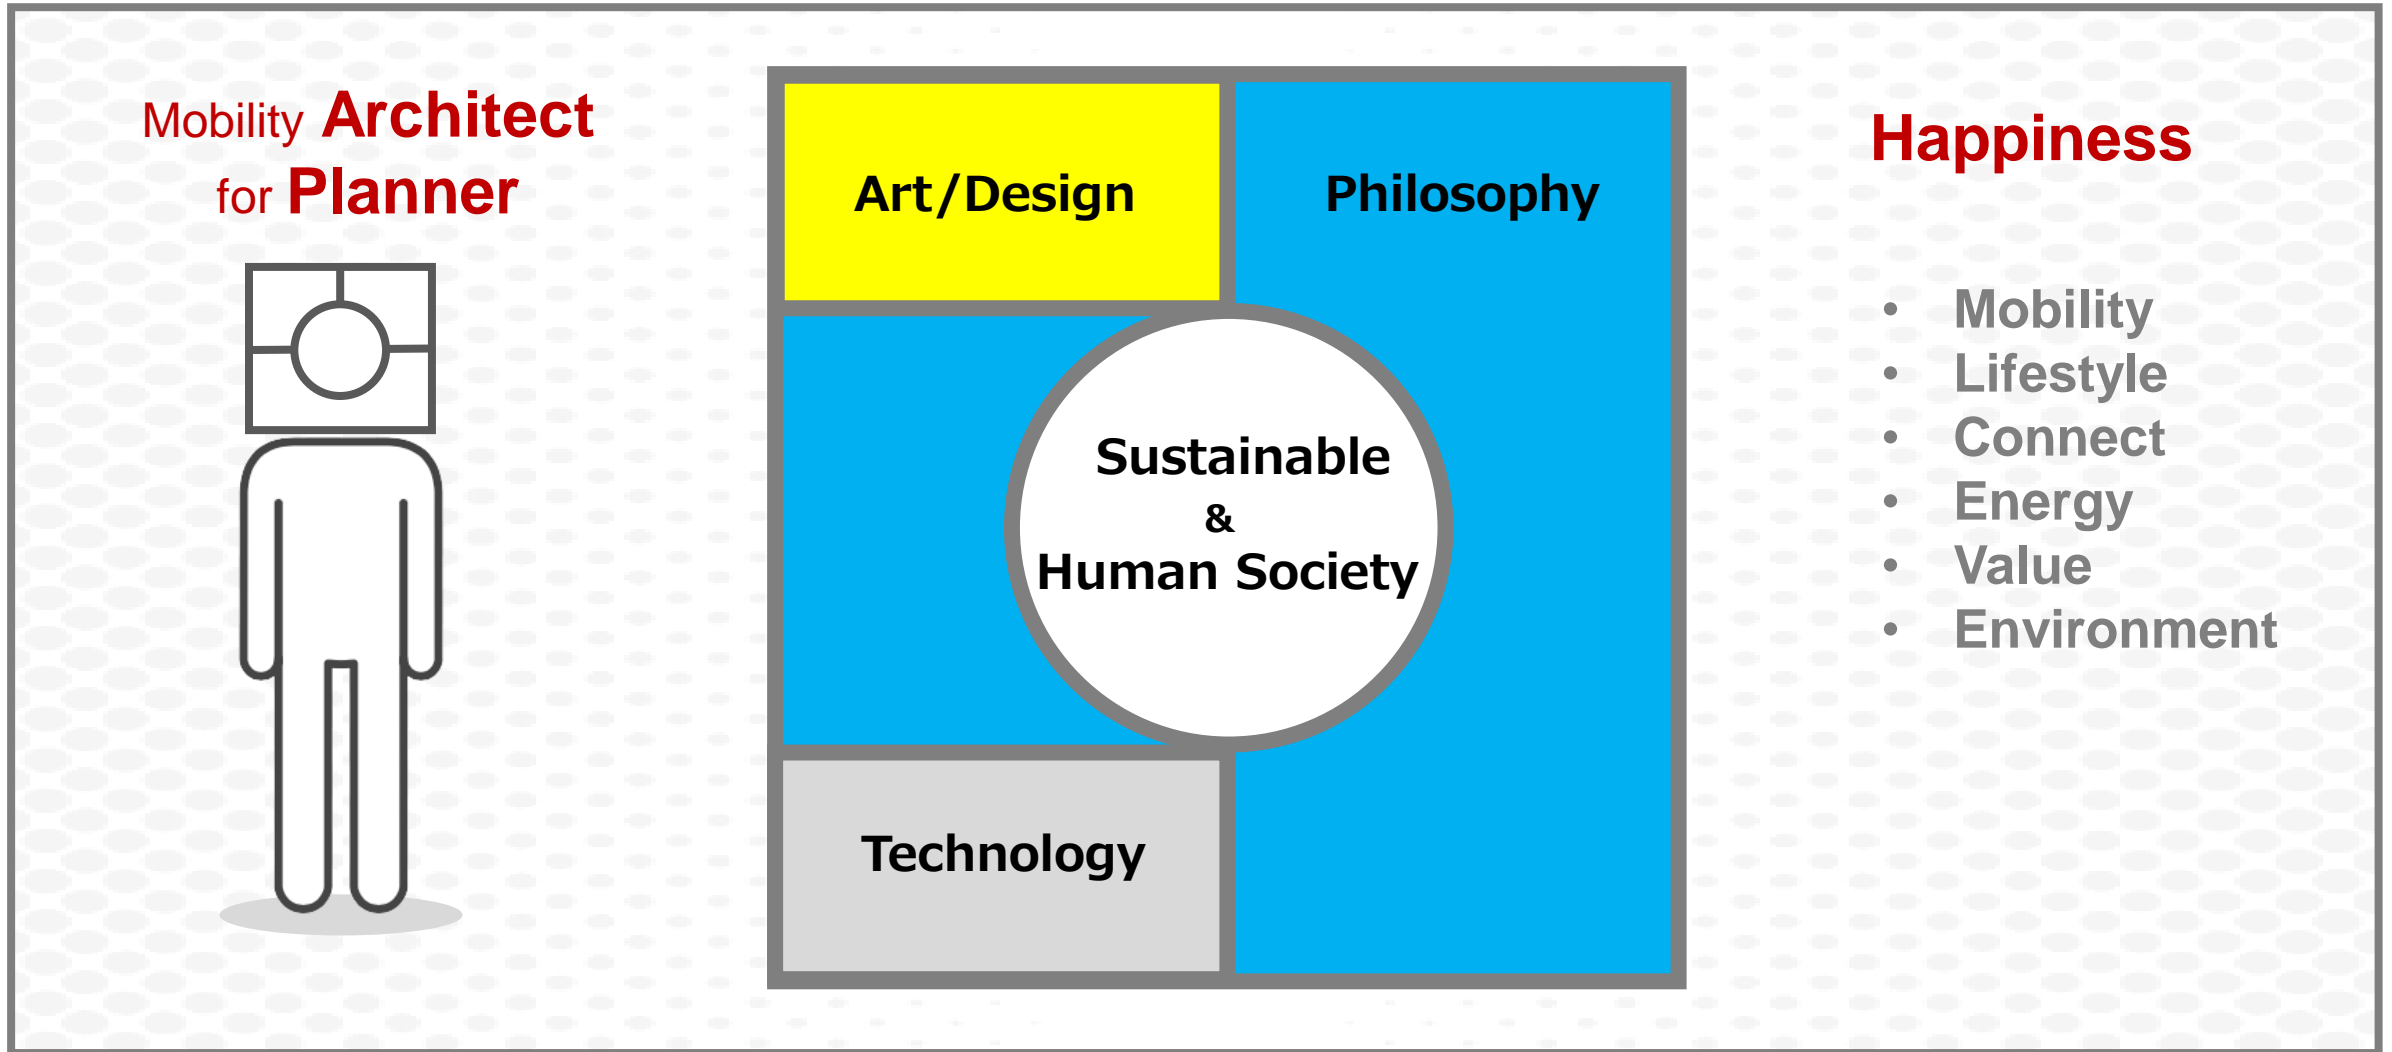 Mobility Architect
for Planner
Art/Design
Philosophy
Sustainable
&
Human Society
Technology
Happiness
• Mobility
• Lifestyle
• Connect
• Energy
• Value
• Environment